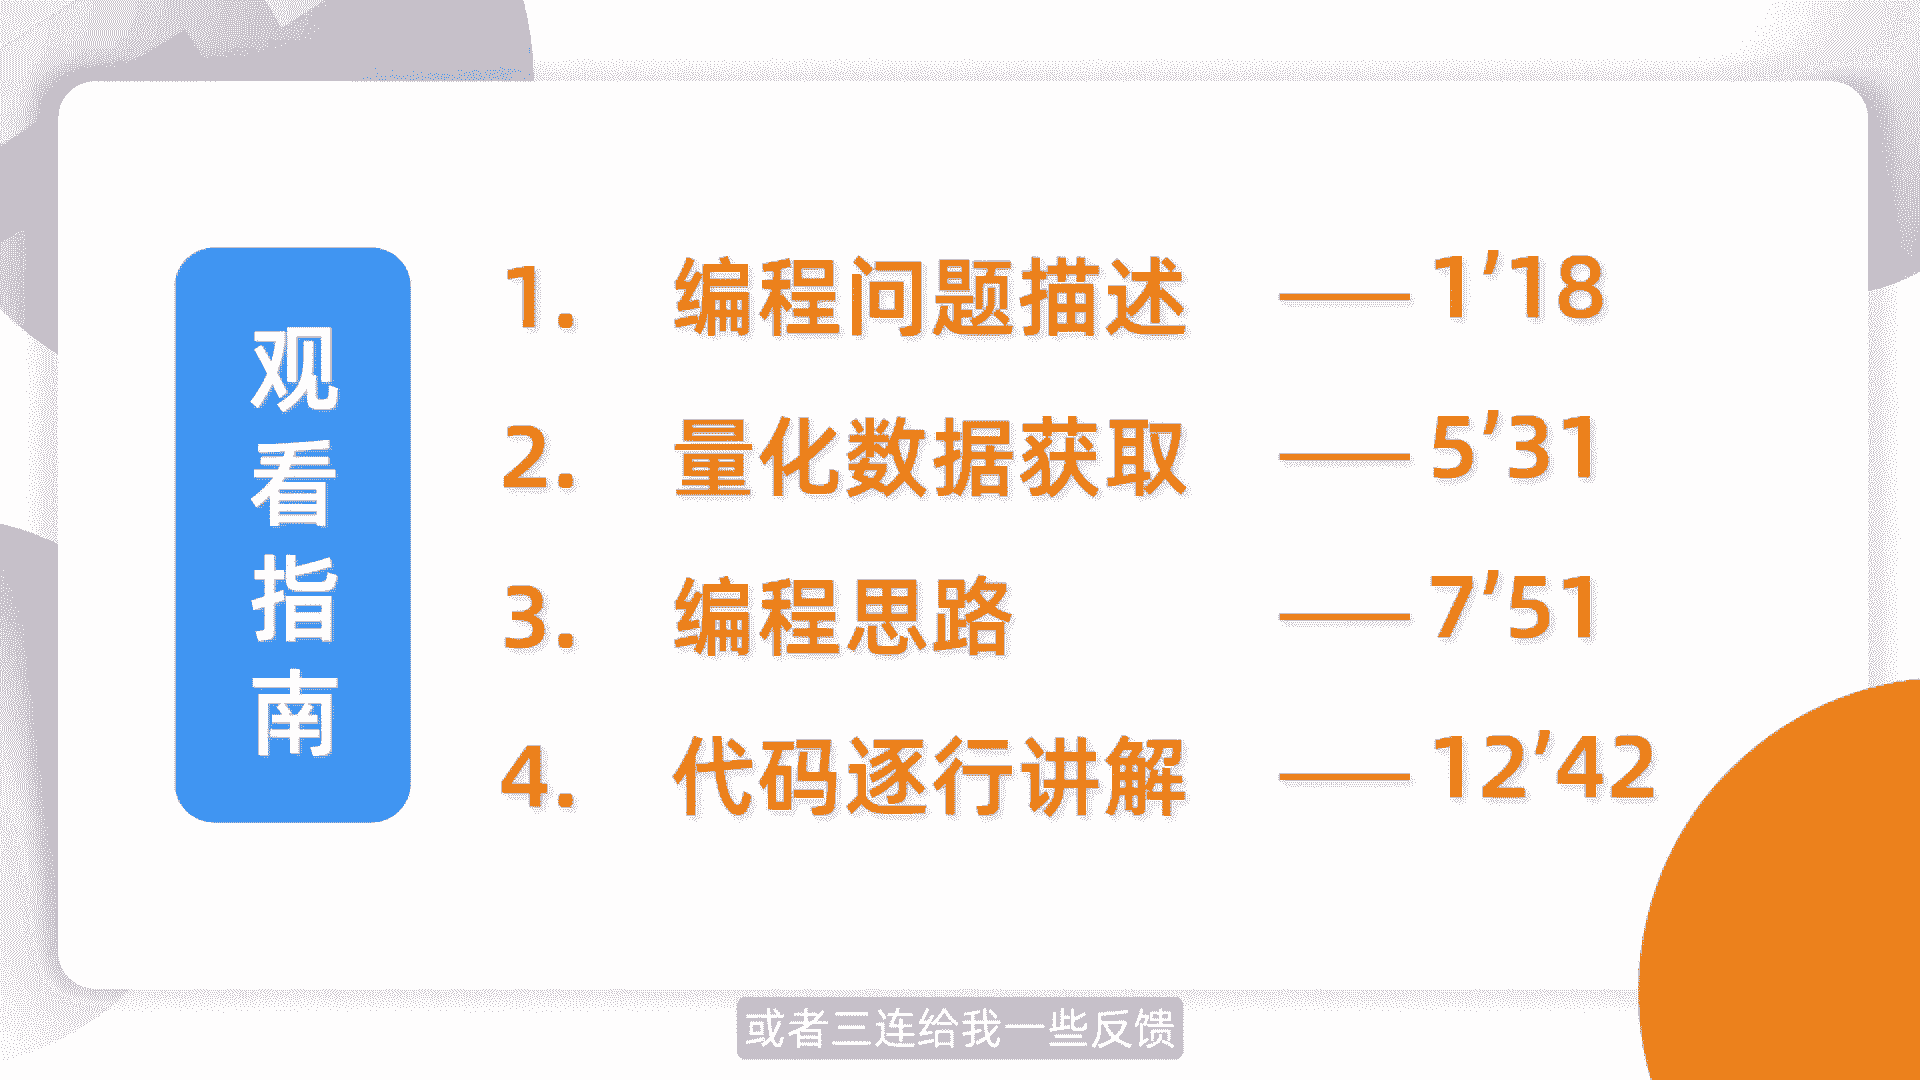 观看指南
1. 编程问题描述 —— 1’18
2. 量化数据获取 —— 5’31
3. 编程思路 —— 7’51
4. 代码逐行讲解 —— 12’42
或者三连给我一些反馈